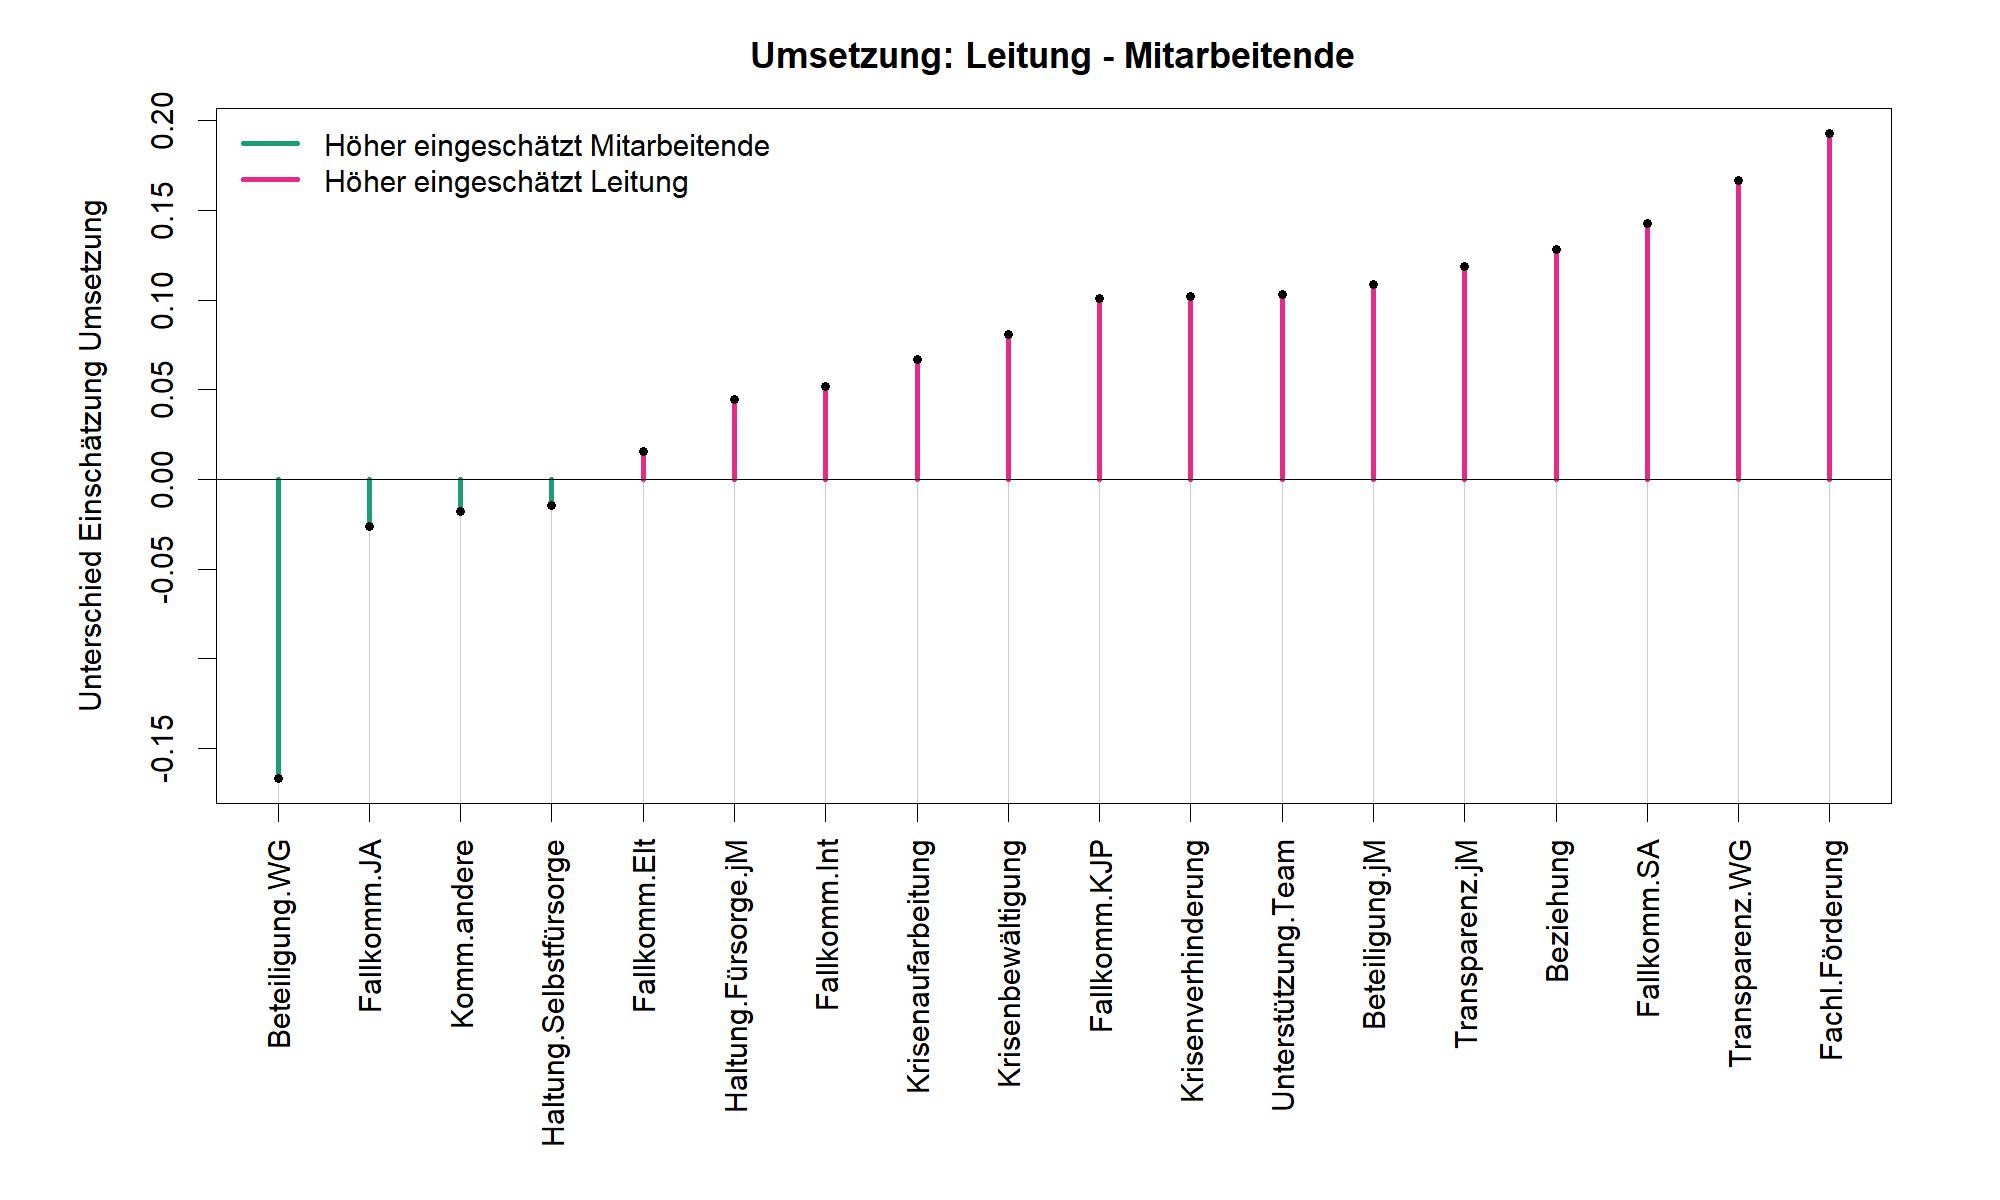 Umsetzung: Leitung - Mitarbeitende
Höher eingeschätzt Mitarbeitende
Höher eingeschätzt Leitung
Unterschied Einschätzung Umsetzung
0.20
0.15
0.10
0.05
0.00
-0.05
-0.15
Beteiligung.WG
Fallkomm.JA
Komm.andere
Haltung.Selbstfürsorge
Fallkomm.Elt
Haltung.Fürsorge.jM
Fallkomm.Int
Krisenaufarbeitung
Krisenbewältigung
Fallkomm.KJP
Krisenverhinderung
Unterstützung.Team
Beteiligung.jM
Transparenz.jM
Beziehung
Fallkomm.SA
Transparenz.WG
Fachl.Förderung